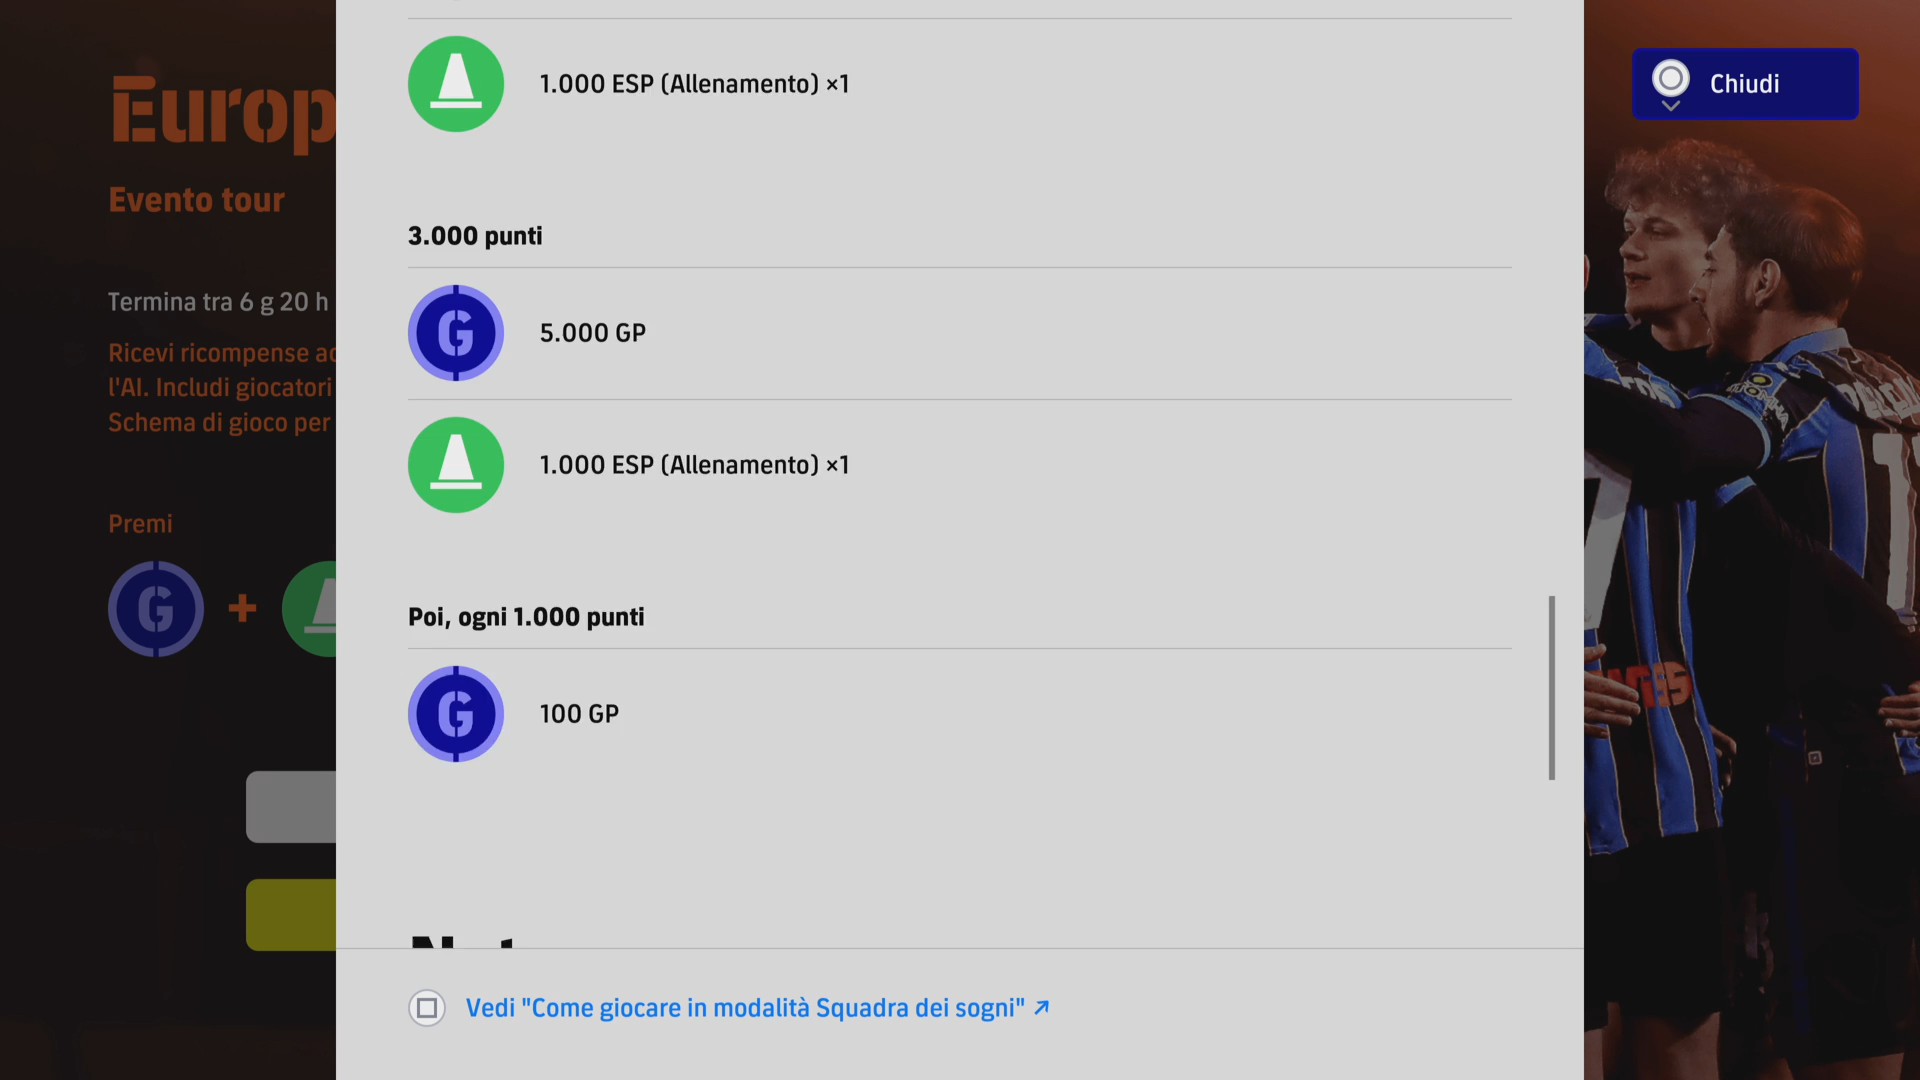 Europ
Evento tour
Termina tra 6 g 20 h
Ricevi ricompense ac
l'AI. Includi giocatori
Schema di gioco per
Premi
1.000 ESP (Allenamento) ×1
3.000 punti
5.000 GP
1.000 ESP (Allenamento) ×1
Poi, ogni 1.000 punti
100 GP
Vedi "Come giocare in modalità Squadra dei sogni" ↗
Chiudi